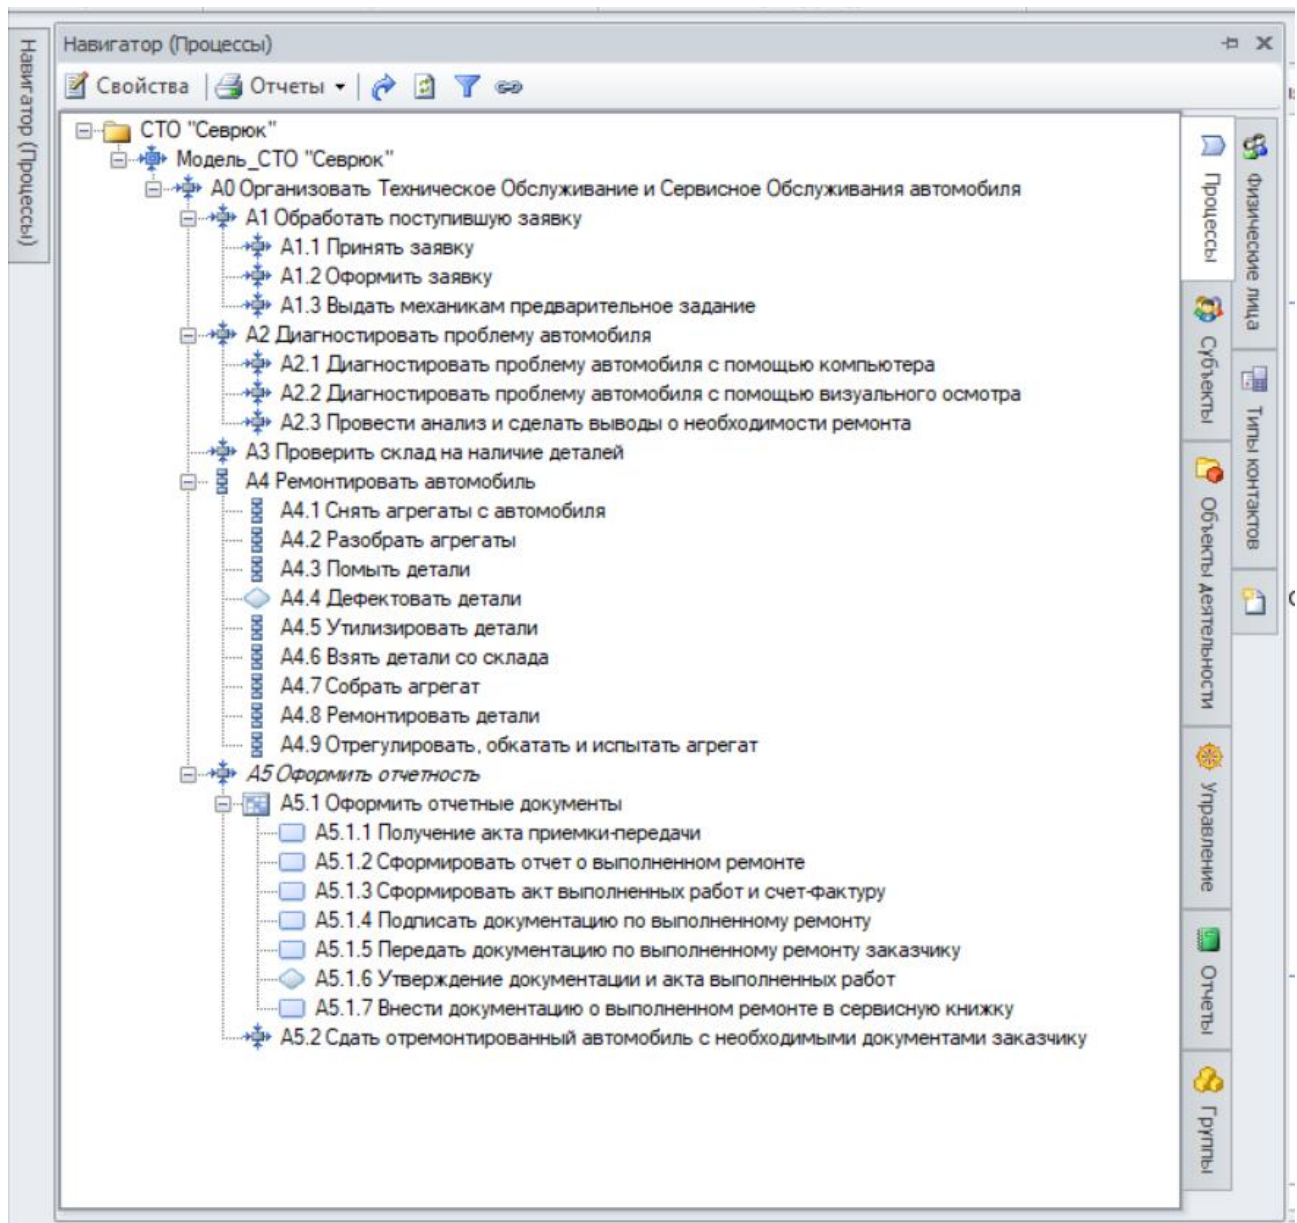 Навигатор (Процессы)
Навигатор (Процессы)
Свойства
Отчеты
СТО "Севрюк"
Модель_СТО "Севрюк"
А0 Организовать Техническое Обслуживание и Сервисное Обслуживания автомобиля
А1 Обработать поступившую заявку
А1.1 Принять заявку
А1.2 Оформить заявку
А1.3 Выдать механикам предварительное задание
А2 Диагностировать проблему автомобиля
А2.1 Диагностировать проблему автомобиля с помощью компьютера
А2.2 Диагностировать проблему автомобиля с помощью визуального осмотра
А2.3 Провести анализ и сделать выводы о необходимости ремонта
А3 Проверить склад на наличие деталей
А4 Ремонтировать автомобиль
А4.1 Снять агрегаты с автомобиля
А4.2 Разобрать агрегаты
А4.3 Помыть детали
А4.4 Дефектовать детали
А4.5 Утилизировать детали
А4.6 Взять детали со склада
А4.7 Собрать агрегат
А4.8 Ремонтировать детали
А4.9 Отрегулировать, обкатать и испытать агрегат
А5 Оформить отчетность
А5.1 Оформить отчетные документы
А5.1.1 Получение акта приемки-передачи
А5.1.2 Сформировать отчет о выполненном ремонте
А5.1.3 Сформировать акт выполненных работ и счет-фактуру
А5.1.4 Подписать документацию по выполненному ремонту
А5.1.5 Передать документацию по выполненному ремонту заказчику
А5.1.6 Утверждение документации и акта выполненных работ
А5.1.7 Внести документацию о выполненном ремонте в сервисную книжку
А5.2 Сдать отремонтированный автомобиль с необходимыми документами заказчику
Процессы
Субъекты
Объекты деятельности
Управление
Отчеты
Группы
Физические лица
Типы контактов